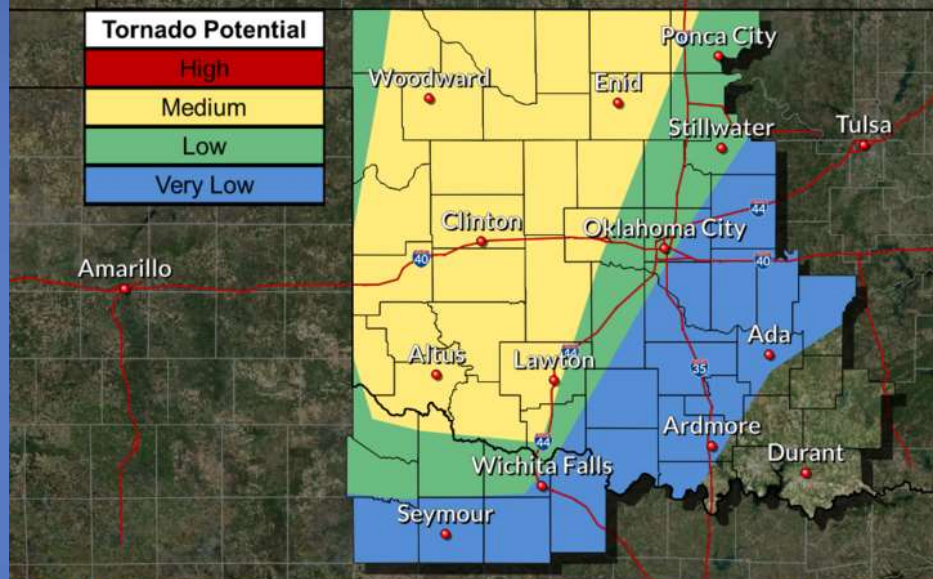 Tornado Potential
High
Medium
Low
Very Low
Ponca City
Woodward
Enid
Stillwater
Tulsa
44
Clinton
Oklahoma City
40
40
Amarillo
Ada
Altus
Lawton
44
35
Ardmore
44
Durant
Wichita Falls
Seymour